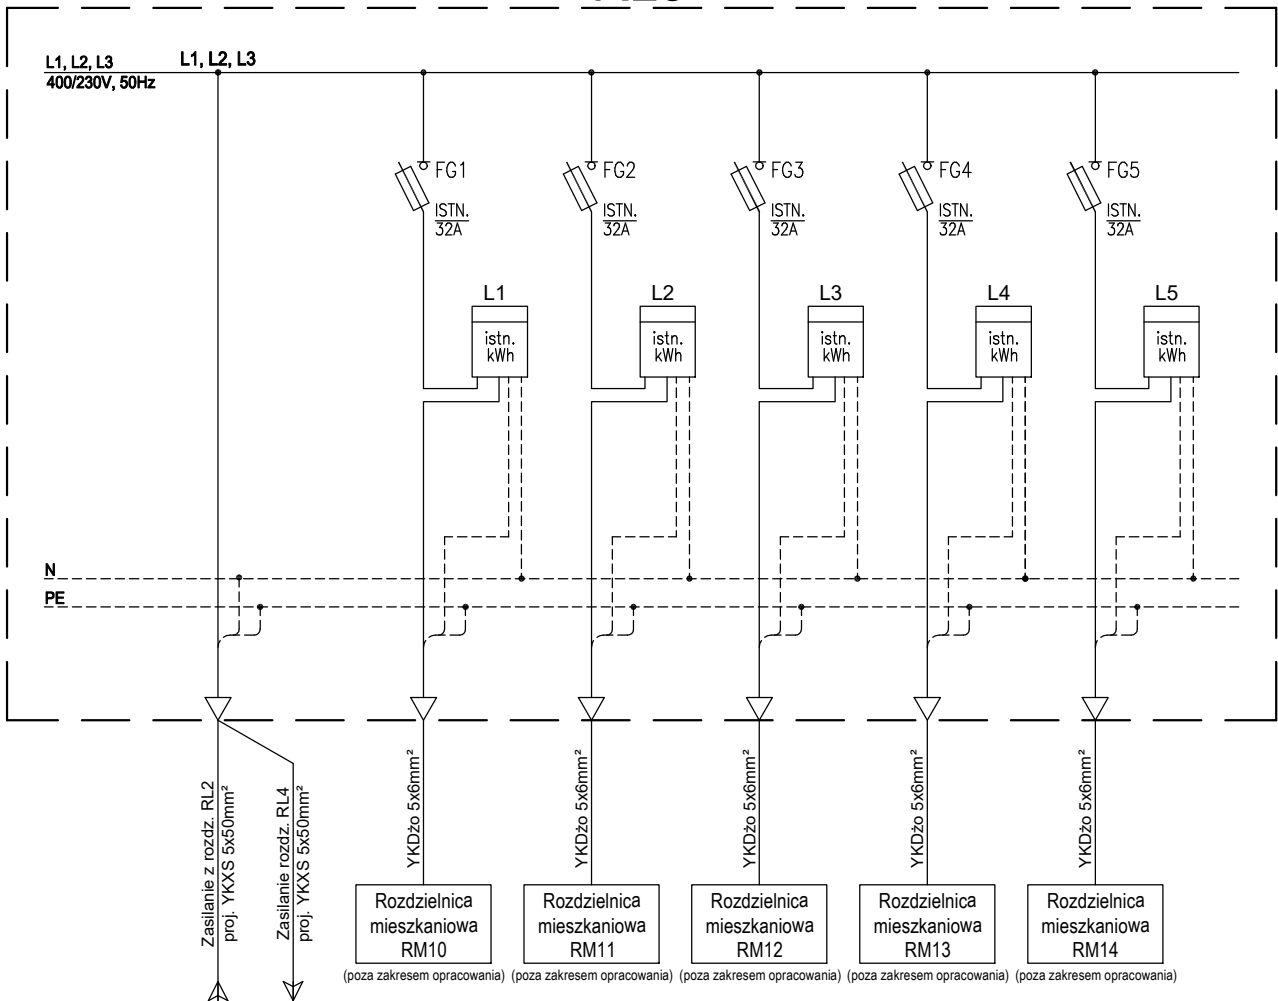 L1, L2, L3
L1, L2, L3
400/230V, 50Hz
FG1
ISTN.
32A
FG2
ISTN.
32A
FG3
ISTN.
32A
FG4
ISTN.
32A
FG5
ISTN.
32A
L1
istn.
kWh
L2
istn.
kWh
L3
istn.
kWh
L4
istn.
kWh
L5
istn.
kWh
N
PE
Zasilanie z rozdz. RL2
proj. YKXS 5x50mm²
Zasilanie rozdz. RL4
proj. YKXS 5x50mm²
YKDżo 5x6mm²
YKDżo 5x6mm²
YKDżo 5x6mm²
YKDżo 5x6mm²
YKDżo 5x6mm²
Rozdzielnica
mieszkaniowa
RM10
(poza zakresem opracowania)
Rozdzielnica
mieszkaniowa
RM11
(poza zakresem opracowania)
Rozdzielnica
mieszkaniowa
RM12
(poza zakresem opracowania)
Rozdzielnica
mieszkaniowa
RM13
(poza zakresem opracowania)
Rozdzielnica
mieszkaniowa
RM14
(poza zakresem opracowania)